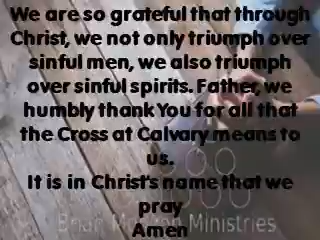 We are so grateful that through
Christ, we not only triumph over
sinful men, we also triumph
over sinful spirits. Father, we
humbly thank You for all that
the Cross at Calvary means to
us.
It is in Christ's name that we
pray
Brian Ministries
Amen